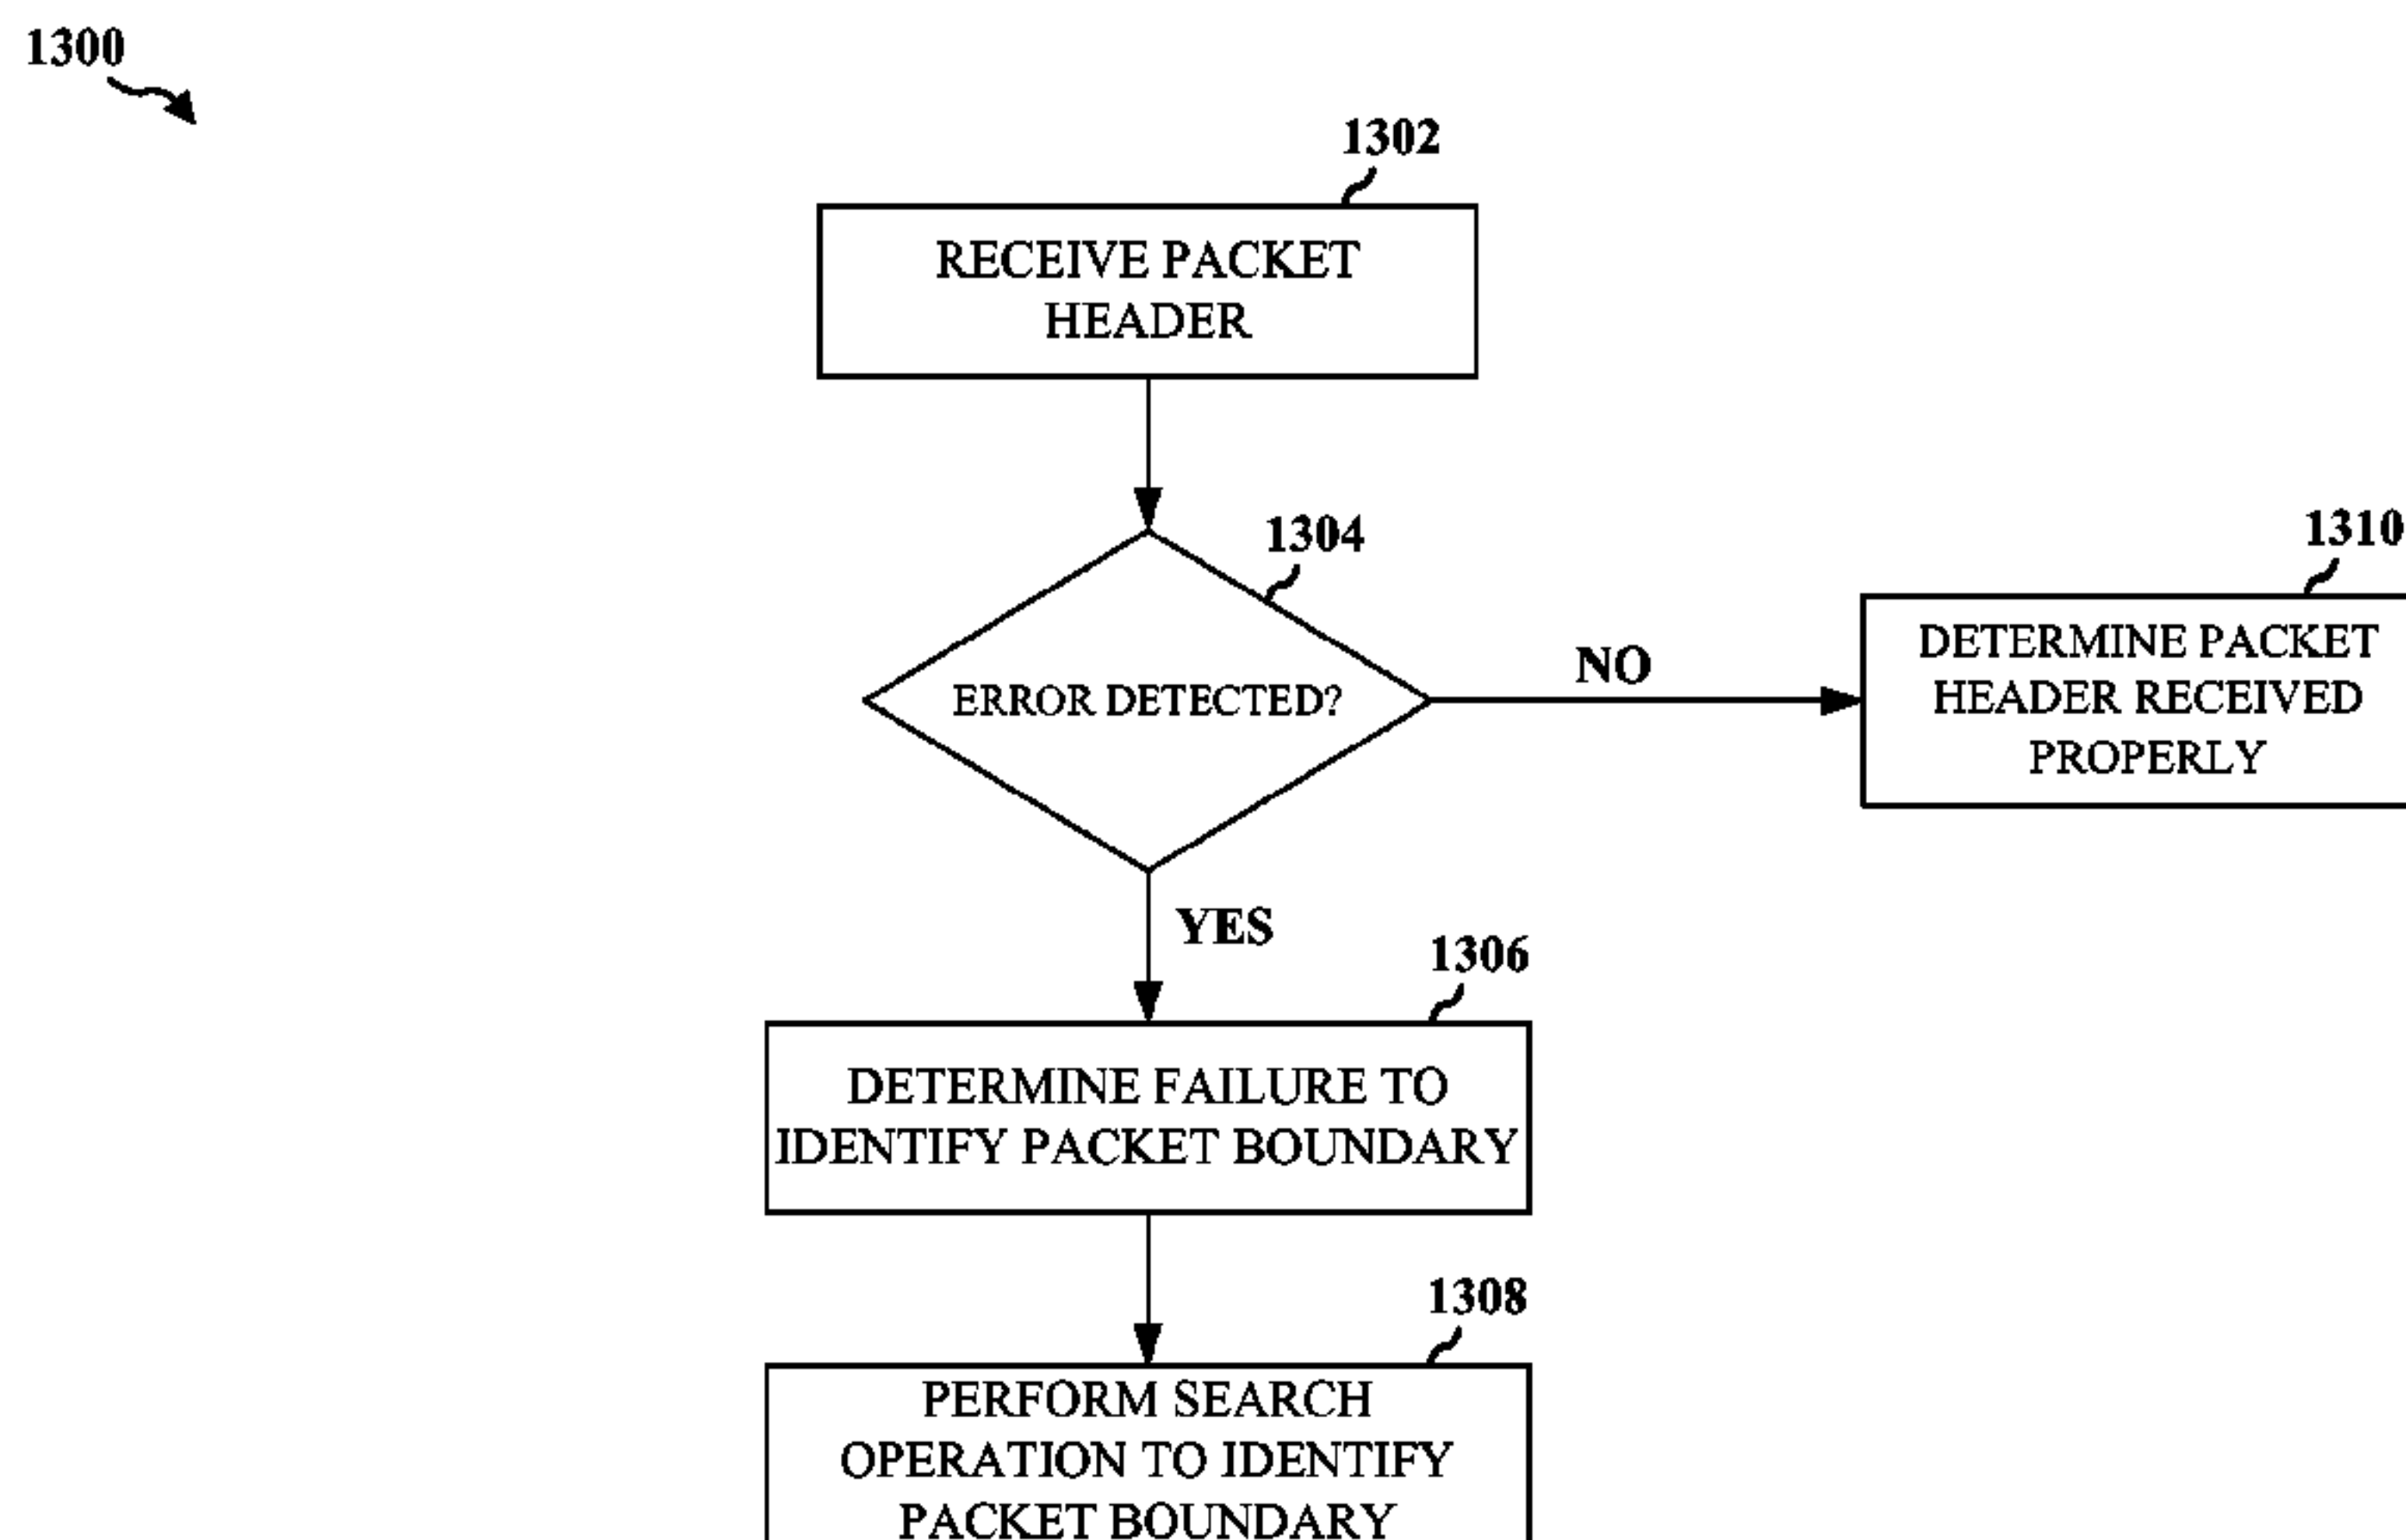 1300
1302
RECEIVE PACKET
HEADER
1304
ERROR DETECTED?
NO
1310
DETERMINE PACKET
HEADER RECEIVED
PROPERLY
YES
1306
DETERMINE FAILURE TO
IDENTIFY PACKET BOUNDARY
1308
PERFORM SEARCH
OPERATION TO IDENTIFY
PACKET BOUNDARY